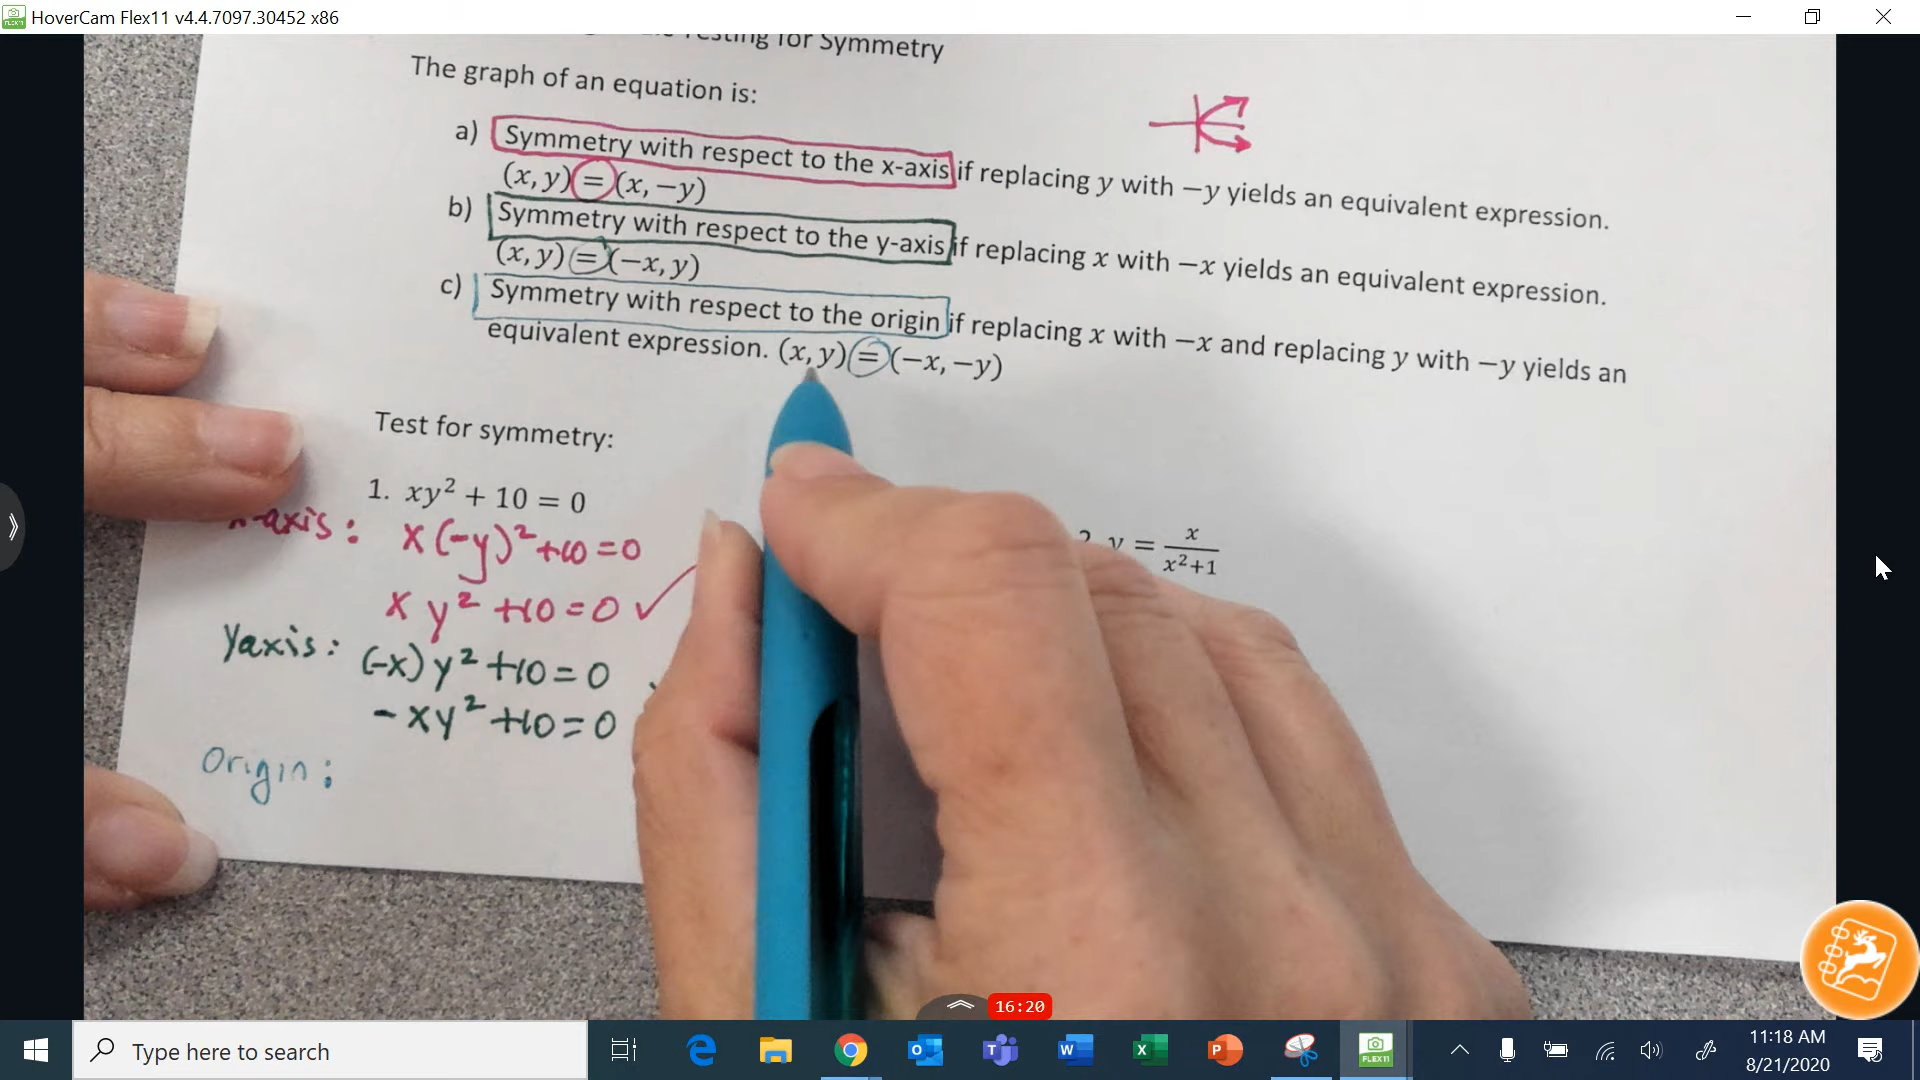 HoverCam Flex11 v4.4.7097.30452 x86
Testing for Symmetry
The graph of an equation is:
a) Symmetry with respect to the x-axis if replacing y with −y yields an equivalent expression.
(x, y) = (x, −y)
b) Symmetry with respect to the y-axis if replacing x with −x yields an equivalent expression.
(x, y) = (−x, y)
c) Symmetry with respect to the origin if replacing x with −x and replacing y with −y yields an
equivalent expression. (x, y) = (−x, −y)
Test for symmetry:
1. xy² + 10 = 0
x-axis: x(-y)² +10 = 0
x y² +10 = 0 ✓
Yaxis: (-x) y² +10 = 0
- xy² +10 = 0
Origin:
2. y = x/(x²+1)
16:20
Type here to search
FLEX11
11:18 AM
8/21/2020